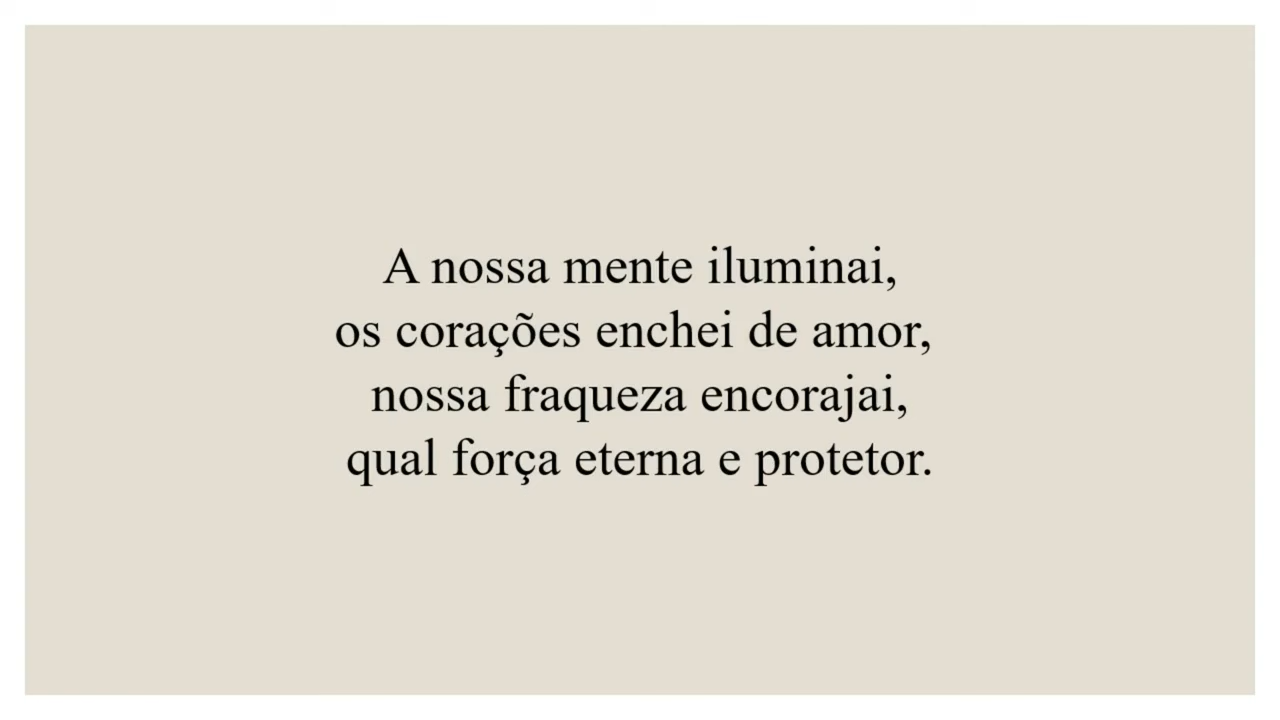 A nossa mente iluminai,
os corações enchei de amor,
nossa fraqueza encorajai,
qual força eterna e protetor.